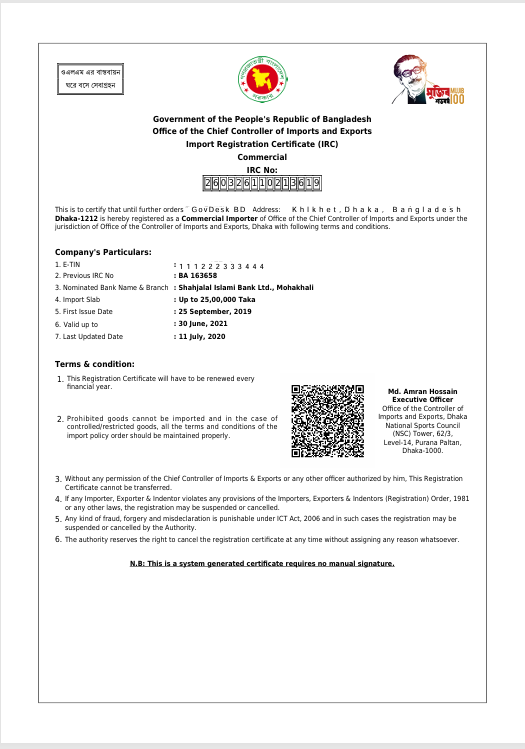 ওএলএম এর বাস্তবায়ন
ঘরে বসে সেবাগ্রহন
মুজিব
শতবর্ষ
MUJIB
100
Government of the People's Republic of Bangladesh
Office of the Chief Controller of Imports and Exports
Import Registration Certificate (IRC)
Commercial
IRC No:
260326110213619
This is to certify that until further orders GovDesk BD Address: Khikhet, Dhaka, Bangladesh
Dhaka-1212 is hereby registered as a Commercial Importer of Office of the Chief Controller of Imports and Exports under the
jurisdiction of Office of the Controller of Imports and Exports, Dhaka with following terms and conditions.
Company's Particulars:
1. E-TIN : 111222333444
2. Previous IRC No : BA 163658
3. Nominated Bank Name & Branch : Shahjalal Islami Bank Ltd., Mohakhali
4. Import Slab : Up to 25,00,000 Taka
5. First Issue Date : 25 September, 2019
6. Valid up to : 30 June, 2021
7. Last Updated Date : 11 July, 2020
Terms & condition:
1. This Registration Certificate will have to be renewed every
financial year.
2. Prohibited goods cannot be imported and in the case of
controlled/restricted goods, all the terms and conditions of the
import policy order should be maintained properly.
Md. Amran Hossain
Executive Officer
Office of the Controller of
Imports and Exports, Dhaka
National Sports Council
(NSC) Tower, 62/3,
Level-14, Purana Paltan,
Dhaka-1000.
3. Without any permission of the Chief Controller of Imports & Exports or any other officer authorized by him, This Registration
Certificate cannot be transferred.
4. If any Importer, Exporter & Indentor violates any provisions of the Importers, Exporters & Indentors (Registration) Order, 1981
or any other laws, the registration may be suspended or cancelled.
5. Any kind of fraud, forgery and misdeclaration is punishable under ICT Act, 2006 and in such cases the registration may be
suspended or cancelled by the Authority.
6. The authority reserves the right to cancel the registration certificate at any time without assigning any reason whatsoever.
N.B: This is a system generated certificate requires no manual signature.